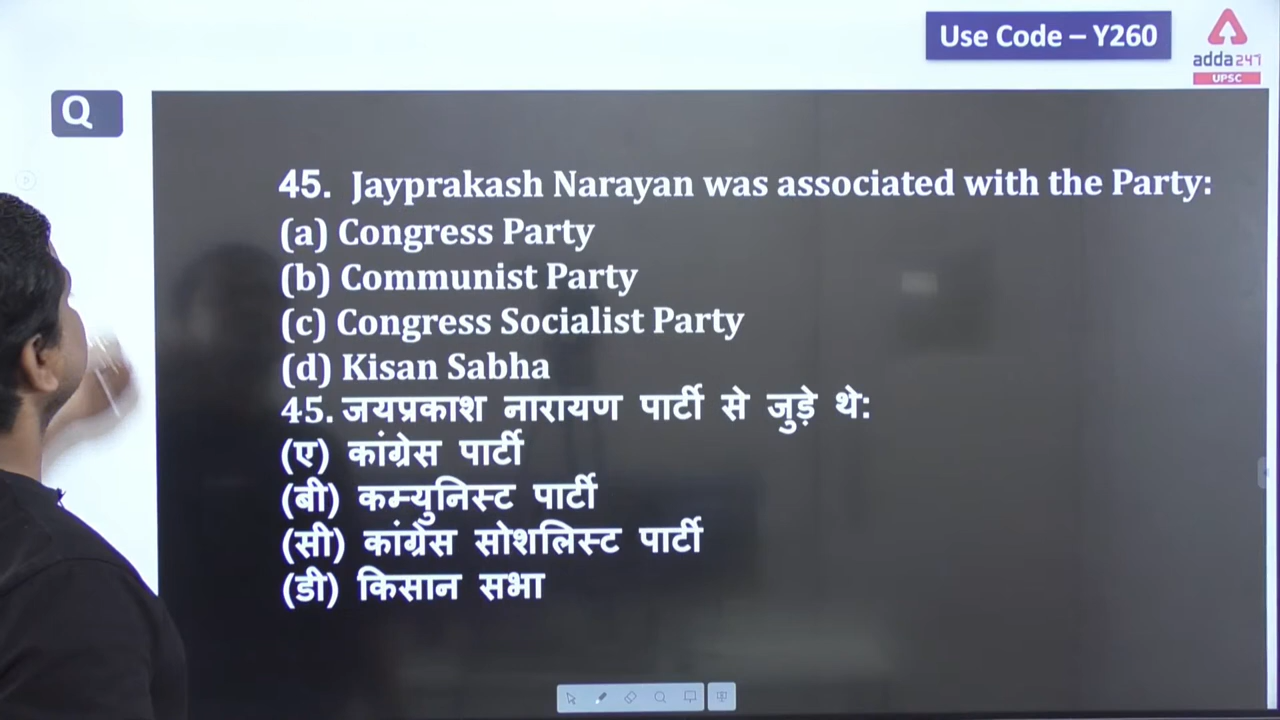 Use Code – Y260
adda247
UPSC
Q
45. Jayprakash Narayan was associated with the Party:
(a) Congress Party
(b) Communist Party
(c) Congress Socialist Party
(d) Kisan Sabha
45. जयप्रकाश नारायण पार्टी से जुड़े थे:
(ए) कांग्रेस पार्टी
(बी) कम्युनिस्ट पार्टी
(सी) कांग्रेस सोशलिस्ट पार्टी
(डी) किसान सभा